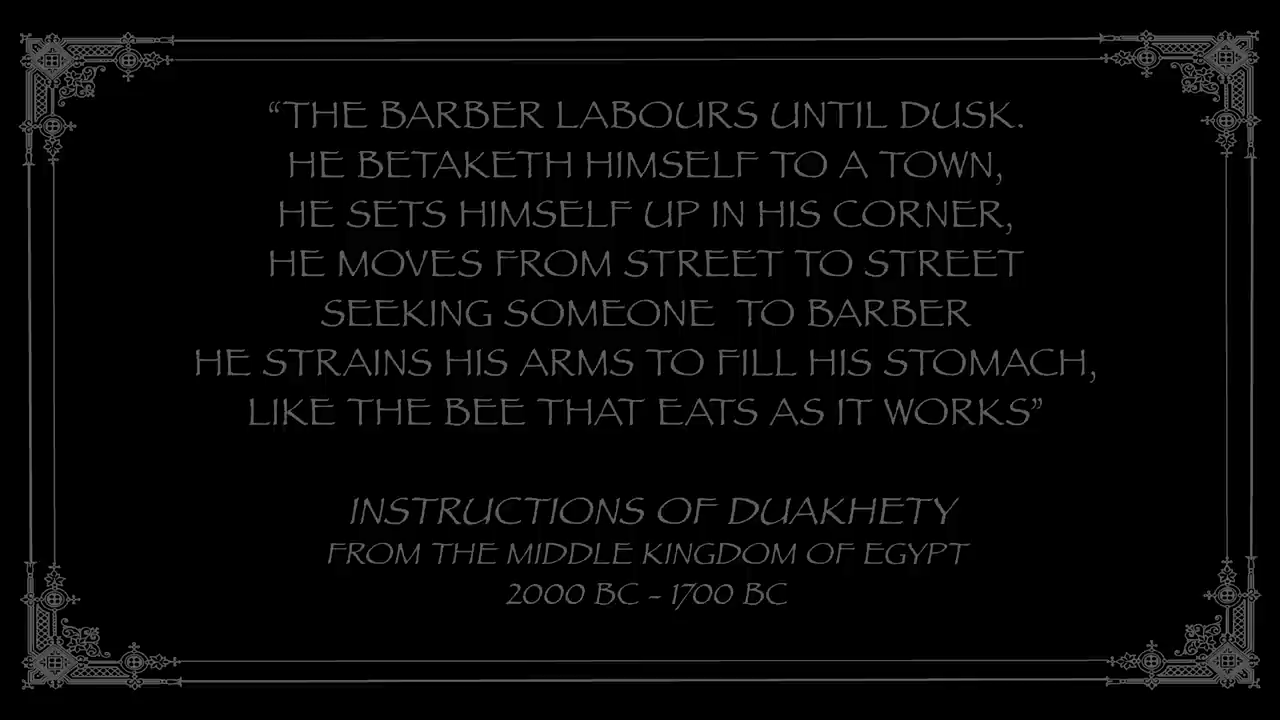 “THE BARBER LABOURS UNTIL DUSK.
HE BETAKETH HIMSELF TO A TOWN,
HE SETS HIMSELF UP IN HIS CORNER,
HE MOVES FROM STREET TO STREET
SEEKING SOMEONE TO BARBER
HE STRAINS HIS ARMS TO FILL HIS STOMACH,
LIKE THE BEE THAT EATS AS IT WORKS”
INSTRUCTIONS OF DUAKHETY
FROM THE MIDDLE KINGDOM OF EGYPT
2000 BC – 1700 BC